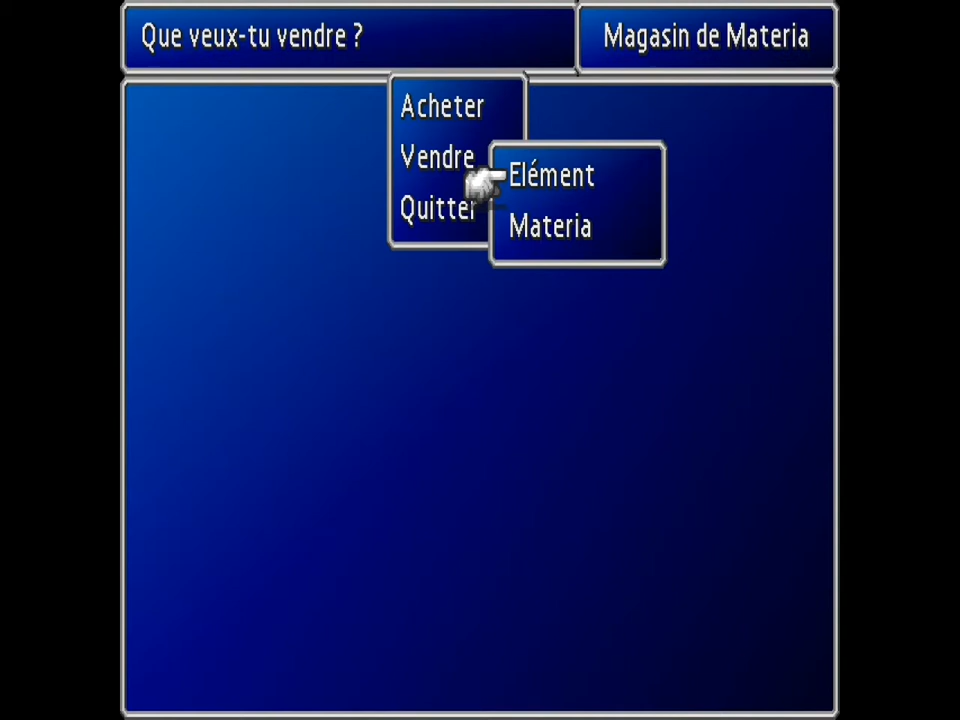 Que veux-tu vendre ?
Magasin de Materia
Acheter
Vendre
Quitter
Elément
Materia